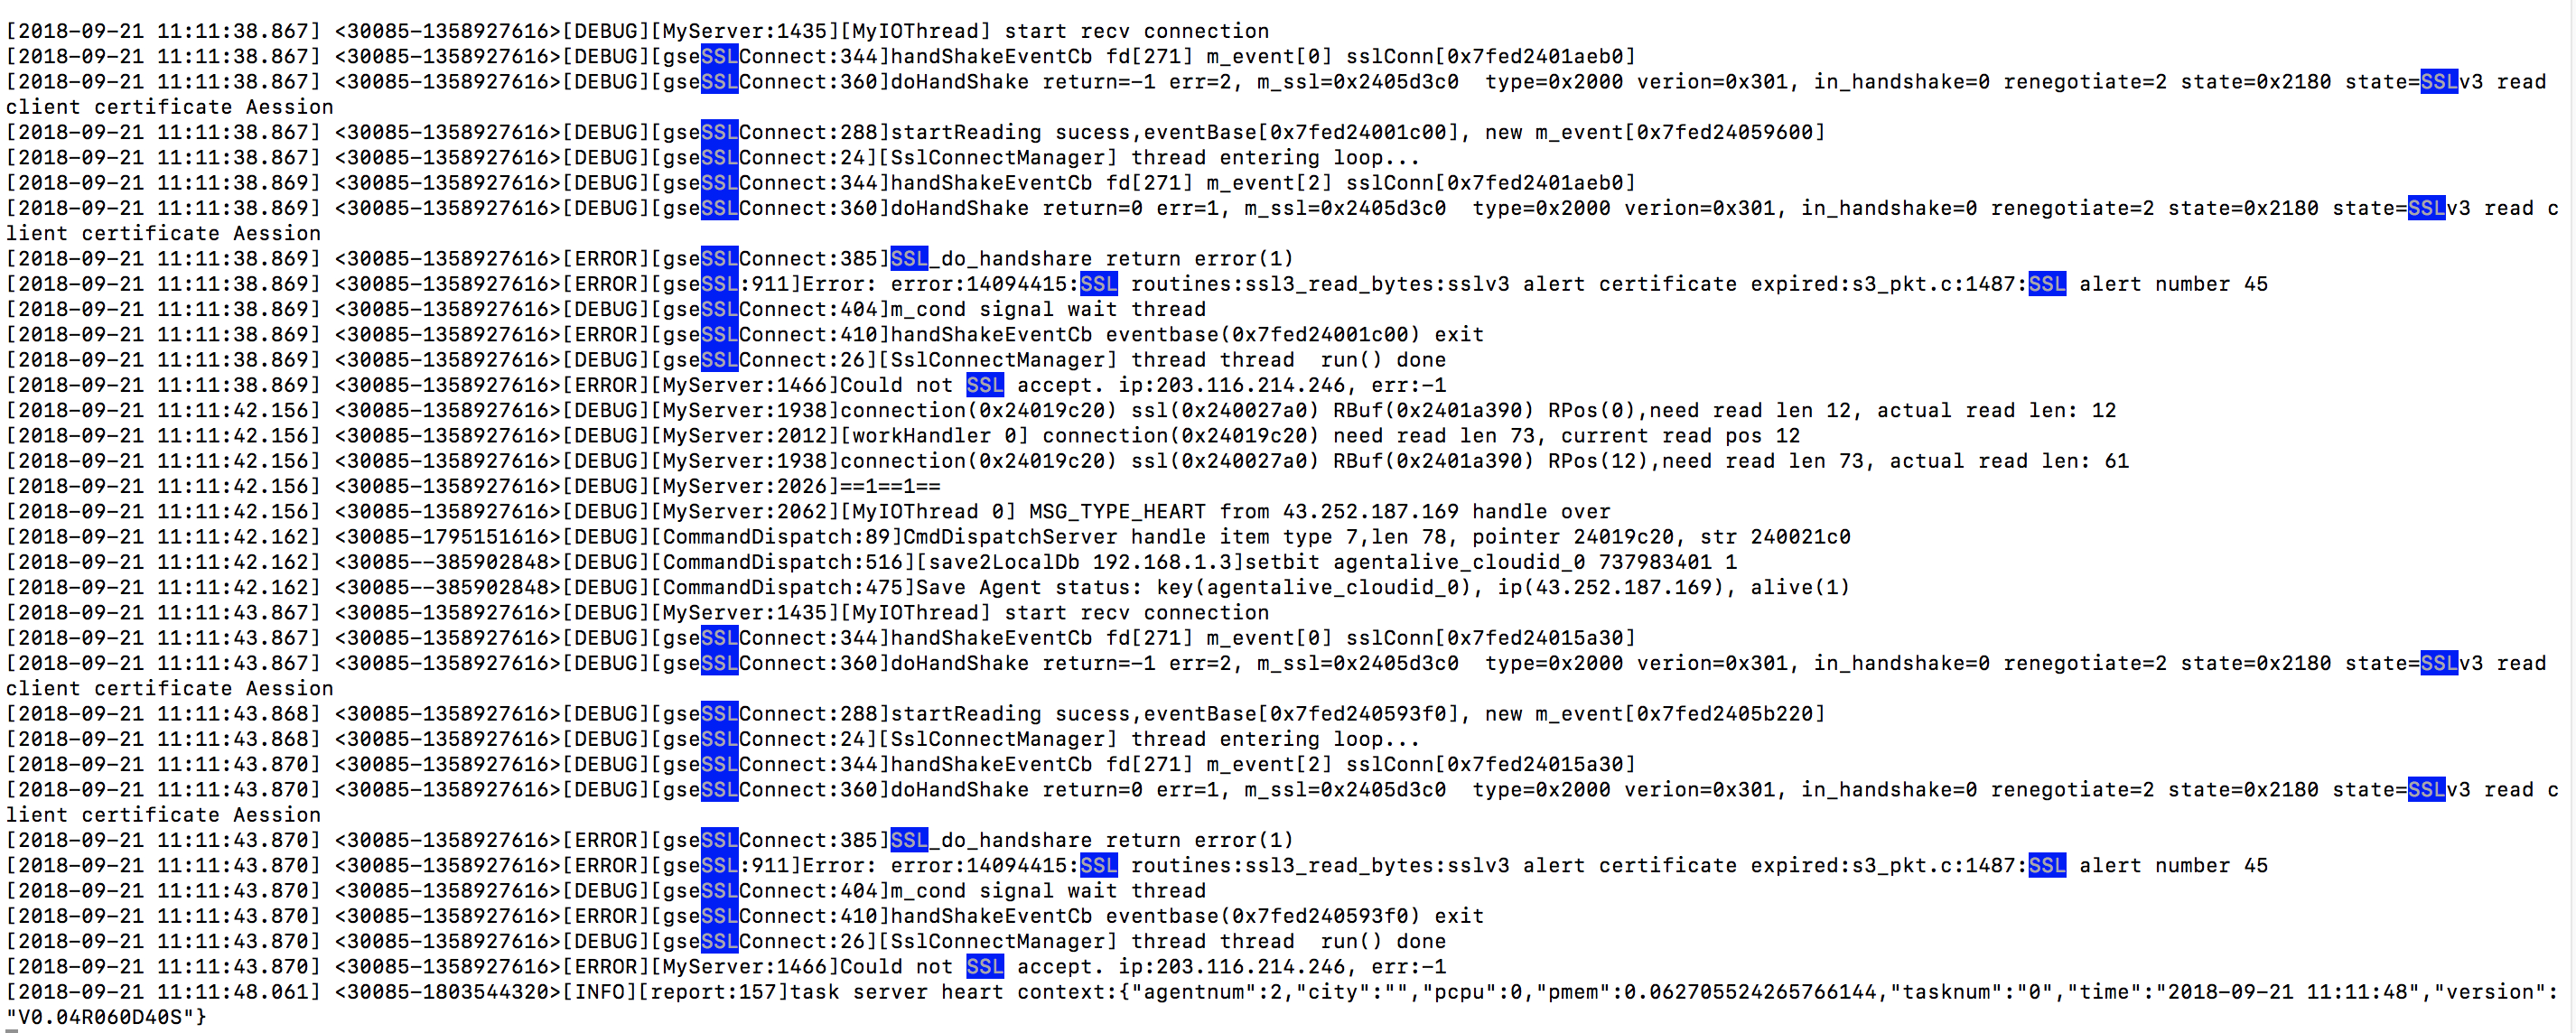 [2018-09-21 11:11:38.867] <30085-1358927616>[DEBUG][MyServer:1435][MyIOThread] start recv connection
[2018-09-21 11:11:38.867] <30085-1358927616>[DEBUG][gseSSLConnect:344]handShakeEventCb fd[271] m_event[0] sslConn[0x7fed2401aeb0]
[2018-09-21 11:11:38.867] <30085-1358927616>[DEBUG][gseSSLConnect:360]doHandShake return=-1 err=2, m_ssl=0x2405d3c0  type=0x2000 verion=0x301, in_handshake=0 renegotiate=2 state=0x2180 state=SSLv3 read
client certificate Aession
[2018-09-21 11:11:38.867] <30085-1358927616>[DEBUG][gseSSLConnect:288]startReading sucess,eventBase[0x7fed24001c00], new m_event[0x7fed24059600]
[2018-09-21 11:11:38.867] <30085-1358927616>[DEBUG][gseSSLConnect:24][SslConnectManager] thread entering loop...
[2018-09-21 11:11:38.869] <30085-1358927616>[DEBUG][gseSSLConnect:344]handShakeEventCb fd[271] m_event[2] sslConn[0x7fed2401aeb0]
[2018-09-21 11:11:38.869] <30085-1358927616>[DEBUG][gseSSLConnect:360]doHandShake return=0 err=1, m_ssl=0x2405d3c0  type=0x2000 verion=0x301, in_handshake=0 renegotiate=2 state=0x2180 state=SSLv3 read c
lient certificate Aession
[2018-09-21 11:11:38.869] <30085-1358927616>[ERROR][gseSSLConnect:385]SSL_do_handshare return error(1)
[2018-09-21 11:11:38.869] <30085-1358927616>[ERROR][gseSSL:911]Error: error:14094415:SSL routines:ssl3_read_bytes:sslv3 alert certificate expired:s3_pkt.c:1487:SSL alert number 45
[2018-09-21 11:11:38.869] <30085-1358927616>[DEBUG][gseSSLConnect:404]m_cond signal wait thread
[2018-09-21 11:11:38.869] <30085-1358927616>[ERROR][gseSSLConnect:410]handShakeEventCb eventbase(0x7fed24001c00) exit
[2018-09-21 11:11:38.869] <30085-1358927616>[DEBUG][gseSSLConnect:26][SslConnectManager] thread thread  run() done
[2018-09-21 11:11:38.869] <30085-1358927616>[ERROR][MyServer:1466]Could not SSL accept. ip:203.116.214.246, err:-1
[2018-09-21 11:11:42.156] <30085-1358927616>[DEBUG][MyServer:1938]connection(0x24019c20) ssl(0x240027a0) RBuf(0x2401a390) RPos(0),need read len 12, actual read len: 12
[2018-09-21 11:11:42.156] <30085-1358927616>[DEBUG][MyServer:2012][workHandler 0] connection(0x24019c20) need read len 73, current read pos 12
[2018-09-21 11:11:42.156] <30085-1358927616>[DEBUG][MyServer:1938]connection(0x24019c20) ssl(0x240027a0) RBuf(0x2401a390) RPos(12),need read len 73, actual read len: 61
[2018-09-21 11:11:42.156] <30085-1358927616>[DEBUG][MyServer:2026]==1==1==
[2018-09-21 11:11:42.156] <30085-1358927616>[DEBUG][MyServer:2062][MyIOThread 0] MSG_TYPE_HEART from 43.252.187.169 handle over
[2018-09-21 11:11:42.162] <30085-1795151616>[DEBUG][CommandDispatch:89]CmdDispatchServer handle item type 7,len 78, pointer 24019c20, str 240021c0
[2018-09-21 11:11:42.162] <30085--385902848>[DEBUG][CommandDispatch:516][save2LocalDb 192.168.1.3]setbit agentalive_cloudid_0 737983401 1
[2018-09-21 11:11:42.162] <30085--385902848>[DEBUG][CommandDispatch:475]Save Agent status: key(agentalive_cloudid_0), ip(43.252.187.169), alive(1)
[2018-09-21 11:11:43.867] <30085-1358927616>[DEBUG][MyServer:1435][MyIOThread] start recv connection
[2018-09-21 11:11:43.867] <30085-1358927616>[DEBUG][gseSSLConnect:344]handShakeEventCb fd[271] m_event[0] sslConn[0x7fed24015a30]
[2018-09-21 11:11:43.867] <30085-1358927616>[DEBUG][gseSSLConnect:360]doHandShake return=-1 err=2, m_ssl=0x2405d3c0  type=0x2000 verion=0x301, in_handshake=0 renegotiate=2 state=0x2180 state=SSLv3 read
client certificate Aession
[2018-09-21 11:11:43.868] <30085-1358927616>[DEBUG][gseSSLConnect:288]startReading sucess,eventBase[0x7fed240593f0], new m_event[0x7fed2405b220]
[2018-09-21 11:11:43.868] <30085-1358927616>[DEBUG][gseSSLConnect:24][SslConnectManager] thread entering loop...
[2018-09-21 11:11:43.870] <30085-1358927616>[DEBUG][gseSSLConnect:344]handShakeEventCb fd[271] m_event[2] sslConn[0x7fed24015a30]
[2018-09-21 11:11:43.870] <30085-1358927616>[DEBUG][gseSSLConnect:360]doHandShake return=0 err=1, m_ssl=0x2405d3c0  type=0x2000 verion=0x301, in_handshake=0 renegotiate=2 state=0x2180 state=SSLv3 read c
lient certificate Aession
[2018-09-21 11:11:43.870] <30085-1358927616>[ERROR][gseSSLConnect:385]SSL_do_handshare return error(1)
[2018-09-21 11:11:43.870] <30085-1358927616>[ERROR][gseSSL:911]Error: error:14094415:SSL routines:ssl3_read_bytes:sslv3 alert certificate expired:s3_pkt.c:1487:SSL alert number 45
[2018-09-21 11:11:43.870] <30085-1358927616>[DEBUG][gseSSLConnect:404]m_cond signal wait thread
[2018-09-21 11:11:43.870] <30085-1358927616>[ERROR][gseSSLConnect:410]handShakeEventCb eventbase(0x7fed240593f0) exit
[2018-09-21 11:11:43.870] <30085-1358927616>[DEBUG][gseSSLConnect:26][SslConnectManager] thread thread  run() done
[2018-09-21 11:11:43.870] <30085-1358927616>[ERROR][MyServer:1466]Could not SSL accept. ip:203.116.214.246, err:-1
[2018-09-21 11:11:48.061] <30085-1803544320>[INFO][report:157]task server heart context:{"agentnum":2,"city":"","pcpu":0,"pmem":0.062705524265766144,"tasknum":"0","time":"2018-09-21 11:11:48","version":
"V0.04R060D40S"}